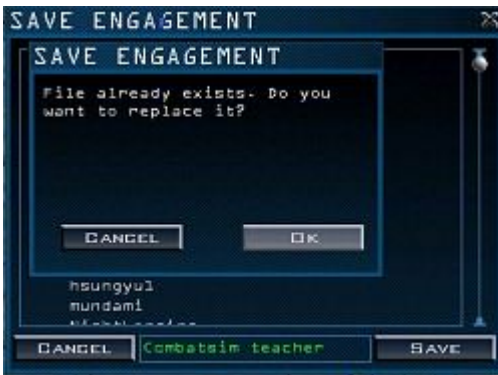 SAVE ENGAGEMENT
SAVE ENGAGEMENT
File already exists. Do you
want to replace it?
CANCEL OK
hsungyul
mundami
CANCEL Combatsim teacher SAVE